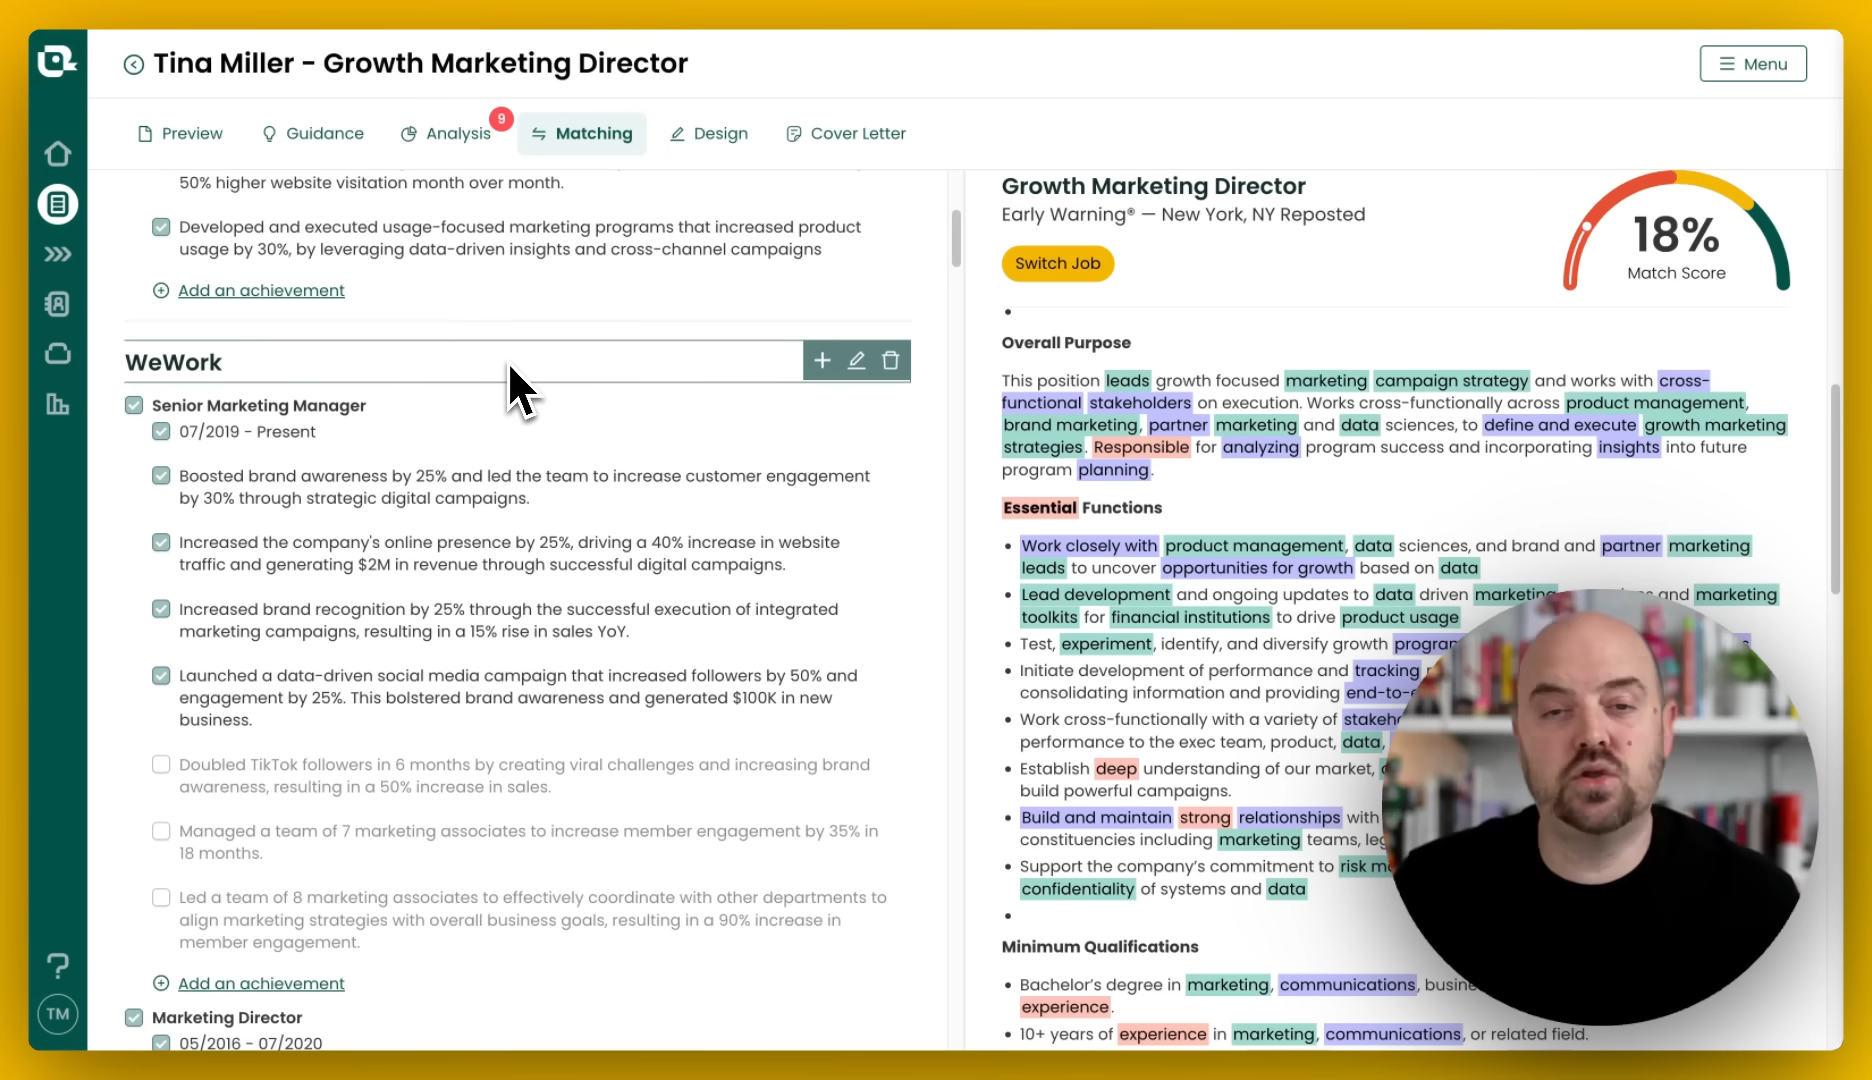 Tina Miller - Growth Marketing Director
Menu
Preview
Guidance
Analysis
9
Matching
Design
Cover Letter
50% higher website visitation month over month.
Developed and executed usage-focused marketing programs that increased product
usage by 30%, by leveraging data-driven insights and cross-channel campaigns
Add an achievement
WeWork
Senior Marketing Manager
07/2019 - Present
Boosted brand awareness by 25% and led the team to increase customer engagement
by 30% through strategic digital campaigns.
Increased the company's online presence by 25%, driving a 40% increase in website
traffic and generating $2M in revenue through successful digital campaigns.
Increased brand recognition by 25% through the successful execution of integrated
marketing campaigns, resulting in a 15% rise in sales YoY.
Launched a data-driven social media campaign that increased followers by 50% and
engagement by 25%. This bolstered brand awareness and generated $100K in new
business.
Doubled TikTok followers in 6 months by creating viral challenges and increasing brand
awareness, resulting in a 50% increase in sales.
Managed a team of 7 marketing associates to increase member engagement by 35% in
18 months.
Led a team of 8 marketing associates to effectively coordinate with other departments to
align marketing strategies with overall business goals, resulting in a 90% increase in
member engagement.
Add an achievement
Marketing Director
05/2016 - 07/2020
TM
Growth Marketing Director
Early Warning® — New York, NY Reposted
Switch Job
18%
Match Score
Overall Purpose
This position leads growth focused marketing campaign strategy and works with cross-
functional stakeholders on execution. Works cross-functionally across product management,
brand marketing, partner marketing and data sciences, to define and execute growth marketing
strategies. Responsible for analyzing program success and incorporating insights into future
program planning.
Essential Functions
Work closely with product management, data sciences, and brand and partner marketing
leads to uncover opportunities for growth based on data
Lead development and ongoing updates to data driven marketing and marketing
toolkits for financial institutions to drive product usage
Test, experiment, identify, and diversify growth
Initiate development of performance and tracking
consolidating information and providing
Work cross-functionally with a variety of
performance to the exec team, product, data,
Establish deep understanding of our market,
build powerful campaigns.
Build and maintain strong relationships with
constituencies including marketing teams,
Support the company's commitment to risk
confidentiality of systems and data
Minimum Qualifications
Bachelor's degree in marketing, communications,
experience.
10+ years of experience in marketing, communications, or related field.